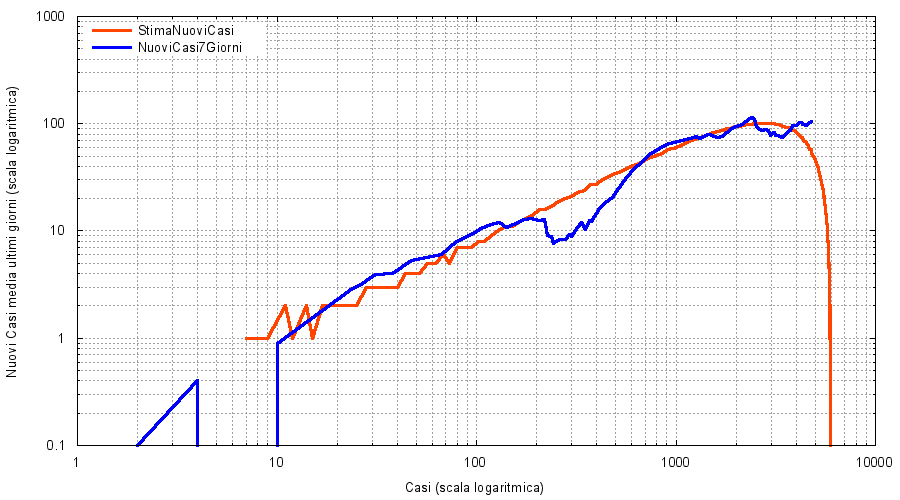 1000
StimaNuoviCasi
NuoviCasi7Giorni
100
10
1
0.1
Nuovi Casi media ultimi giorni (scala logaritmica)
1 10 100 1000 10000
Casi (scala logaritmica)